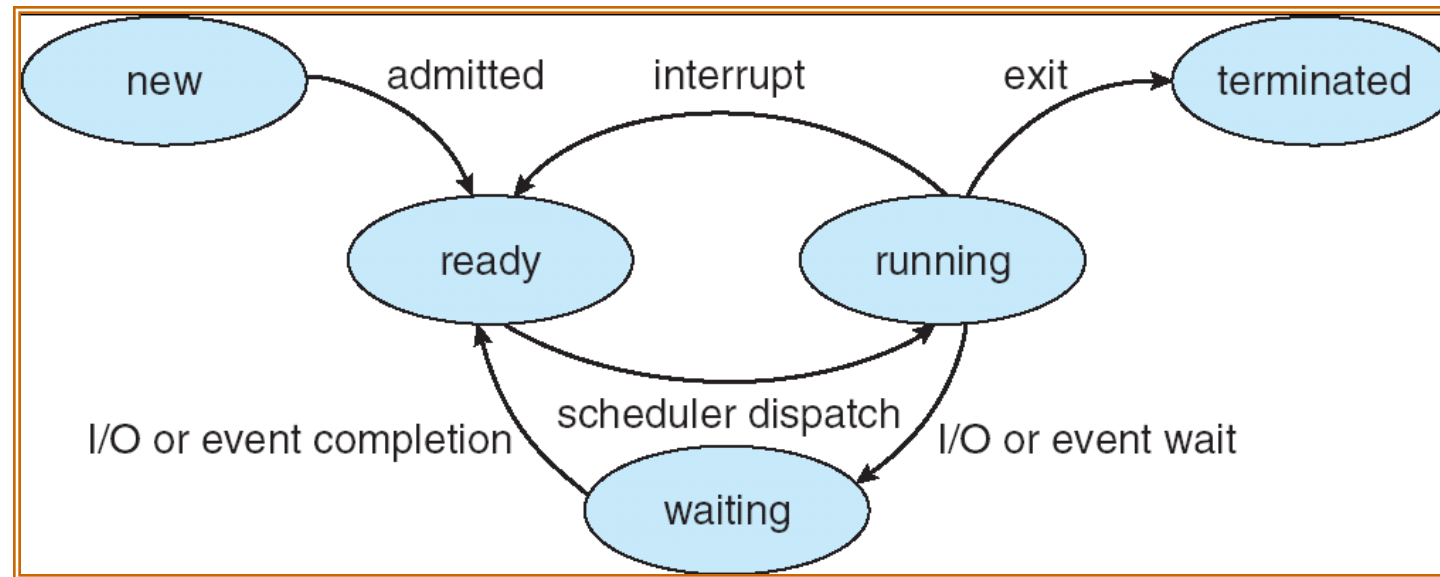 new
admitted
interrupt
exit
terminated
ready
running
scheduler dispatch
I/O or event completion
I/O or event wait
waiting